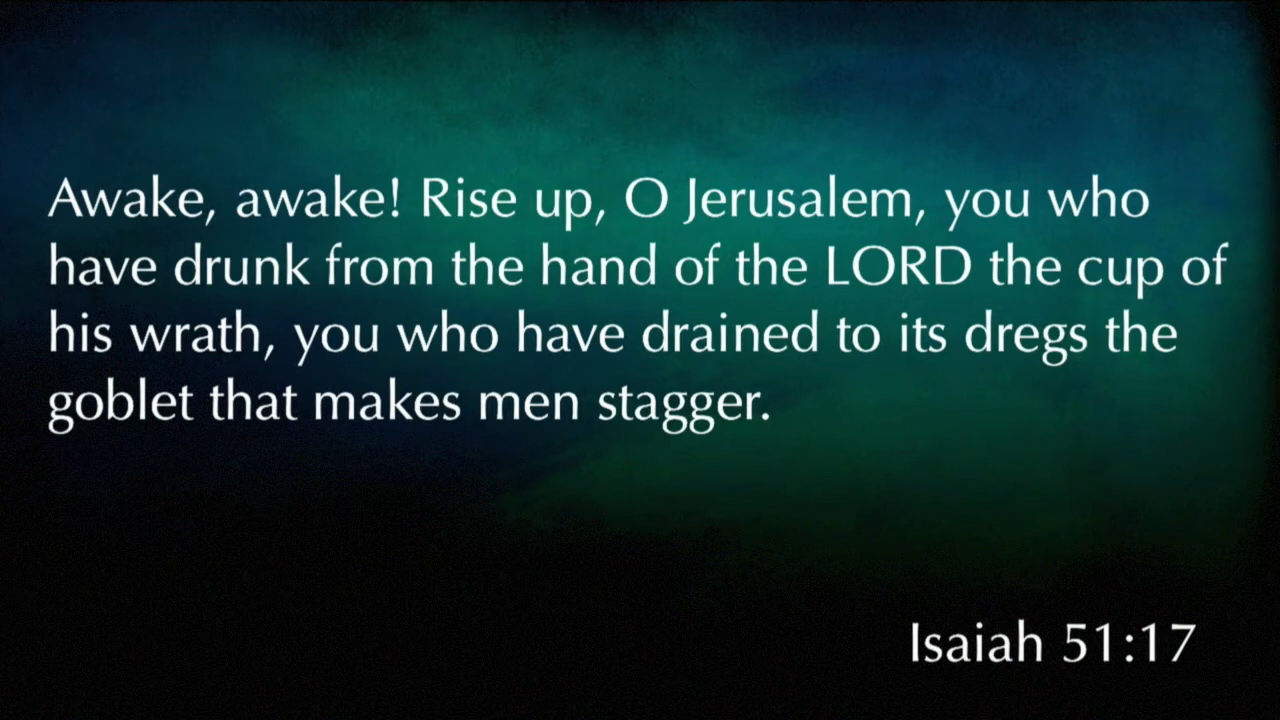 Awake, awake! Rise up, O Jerusalem, you who
have drunk from the hand of the LORD the cup of
his wrath, you who have drained to its dregs the
goblet that makes men stagger.
Isaiah 51:17